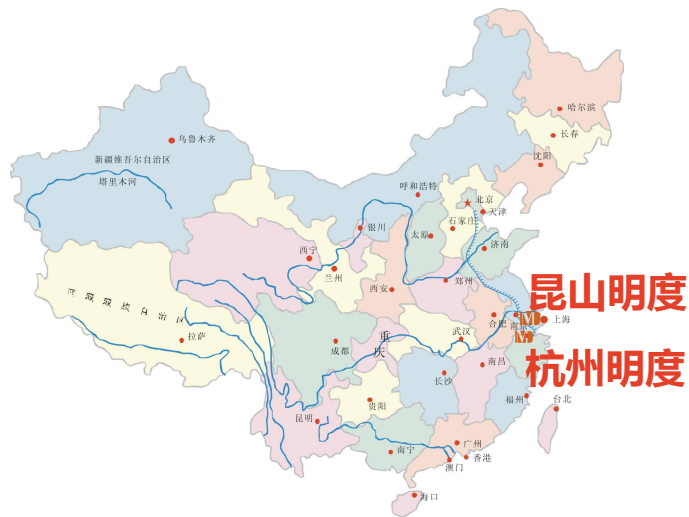 哈尔滨
长春
沈阳
乌鲁木齐
新疆维吾尔自治区
塔里木河
呼和浩特
北京
天津
石家庄
银川
太原
济南
西宁
兰州
西安
郑州
昆山明度
西藏藏族自治区
合肥
南京
上海
拉萨
成都
重庆
武汉
杭州明度
南昌
长沙
贵阳
福州
台北
昆明
南宁
广州
香港
澳门
海口